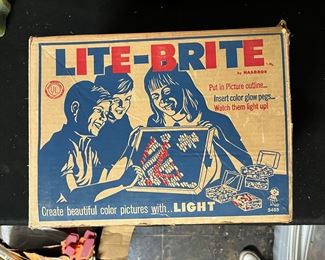 LITE-BRITE
by HASBRO
Put in Picture outline...
Insert color glow pegs...
Watch them light up!
Create beautiful color pictures with...LIGHT
5455